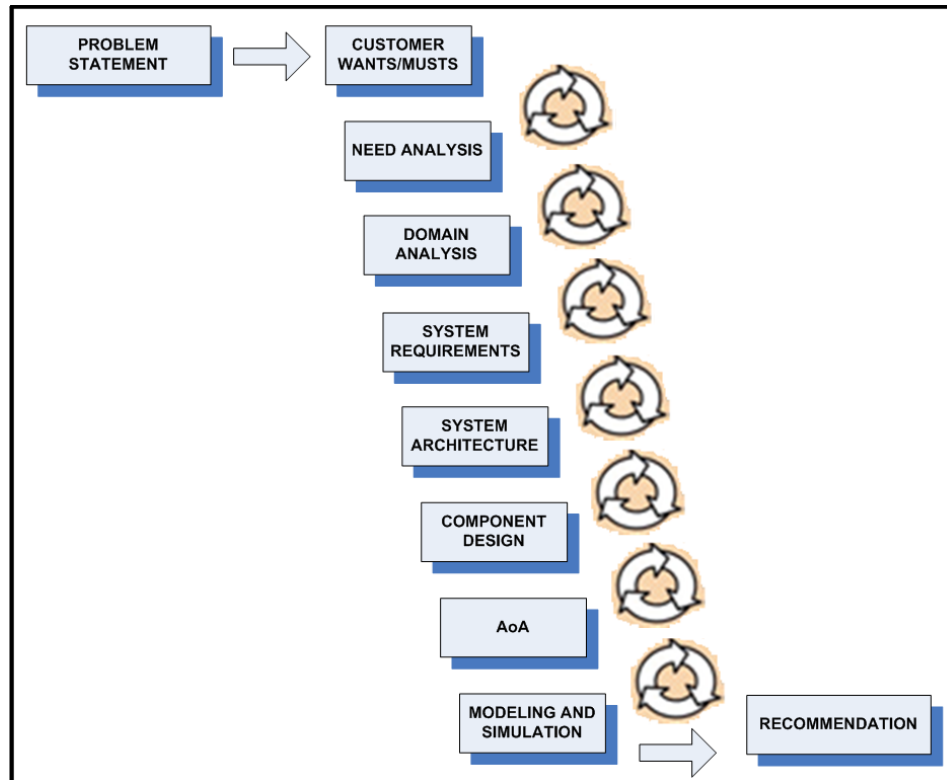 PROBLEM
STATEMENT
CUSTOMER
WANTS/MUSTS
NEED ANALYSIS
DOMAIN
ANALYSIS
SYSTEM
REQUIREMENTS
SYSTEM
ARCHITECTURE
COMPONENT
DESIGN
AoA
MODELING AND
SIMULATION
RECOMMENDATION